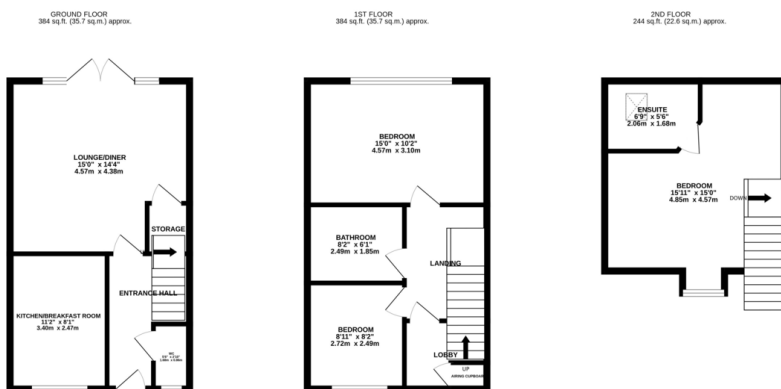 GROUND FLOOR
384 sq.ft. (35.7 sq.m.) approx.
LOUNGE/DINER
15'0" x 14'4"
4.57m x 4.38m
STORAGE
ENTRANCE HALL
KITCHEN/BREAKFAST ROOM
11'2" x 8'1"
3.40m x 2.47m
WC
1ST FLOOR
384 sq.ft. (35.7 sq.m.) approx.
BEDROOM
15'0" x 10'2"
4.57m x 3.10m
BATHROOM
8'2" x 6'1"
2.49m x 1.85m
LANDING
BEDROOM
8'11" x 8'2"
2.72m x 2.49m
LOBBY
UP
AIRING CUPBOARD
2ND FLOOR
244 sq.ft. (22.6 sq.m.) approx.
ENSUITE
6'9" x 5'6"
2.06m x 1.68m
BEDROOM
15'11" x 15'0"
4.85m x 4.57m
DOWN